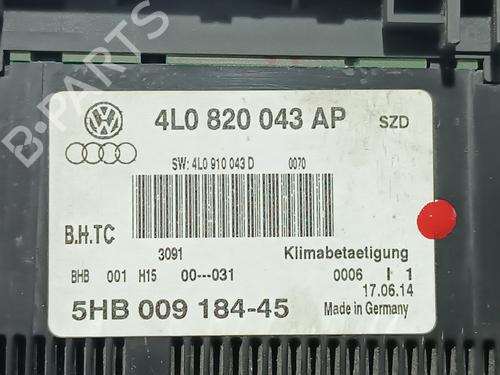 4L0 820 043 AP SZD
SW: 4L0 910 043 D 0070
B.H.TC
3091 Klimabetaetigung
BHB 001 H15 00---031 0006 I 1
17.06.14
5HB 009 184-45 Made in Germany
B-PARTS